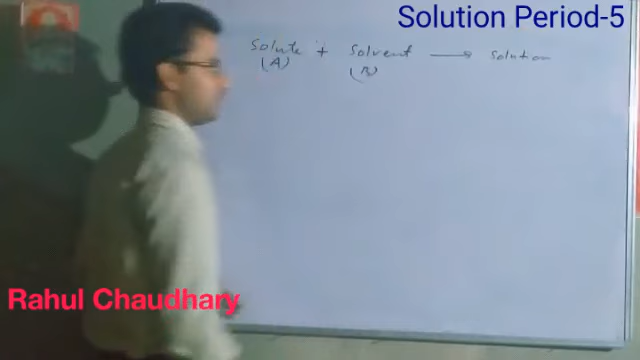 Solution Period-5
Solute + Solvent → Solution
(A) (B)
Rahul Chaudhary